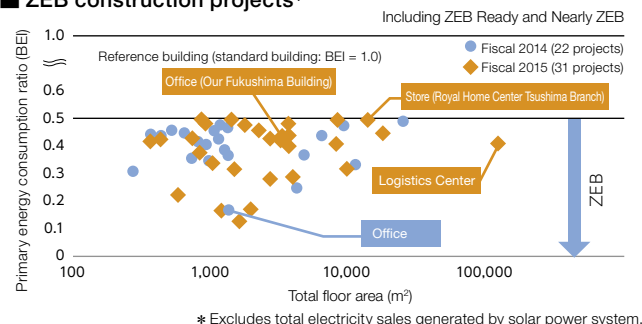 ■ ZEB construction projects*
Including ZEB Ready and Nearly ZEB
Primary energy consumption ratio (BEI)
1.0
0.6
0.5
0.4
0.3
0.2
0.1
0
Reference building (standard building: BEI = 1.0)
Fiscal 2014 (22 projects)
Fiscal 2015 (31 projects)
Office (Our Fukushima Building)
Store (Royal Home Center Tsushima Branch)
Logistics Center
Office
ZEB
100
1,000
10,000
100,000
Total floor area (m²)
* Excludes total electricity sales generated by solar power system.